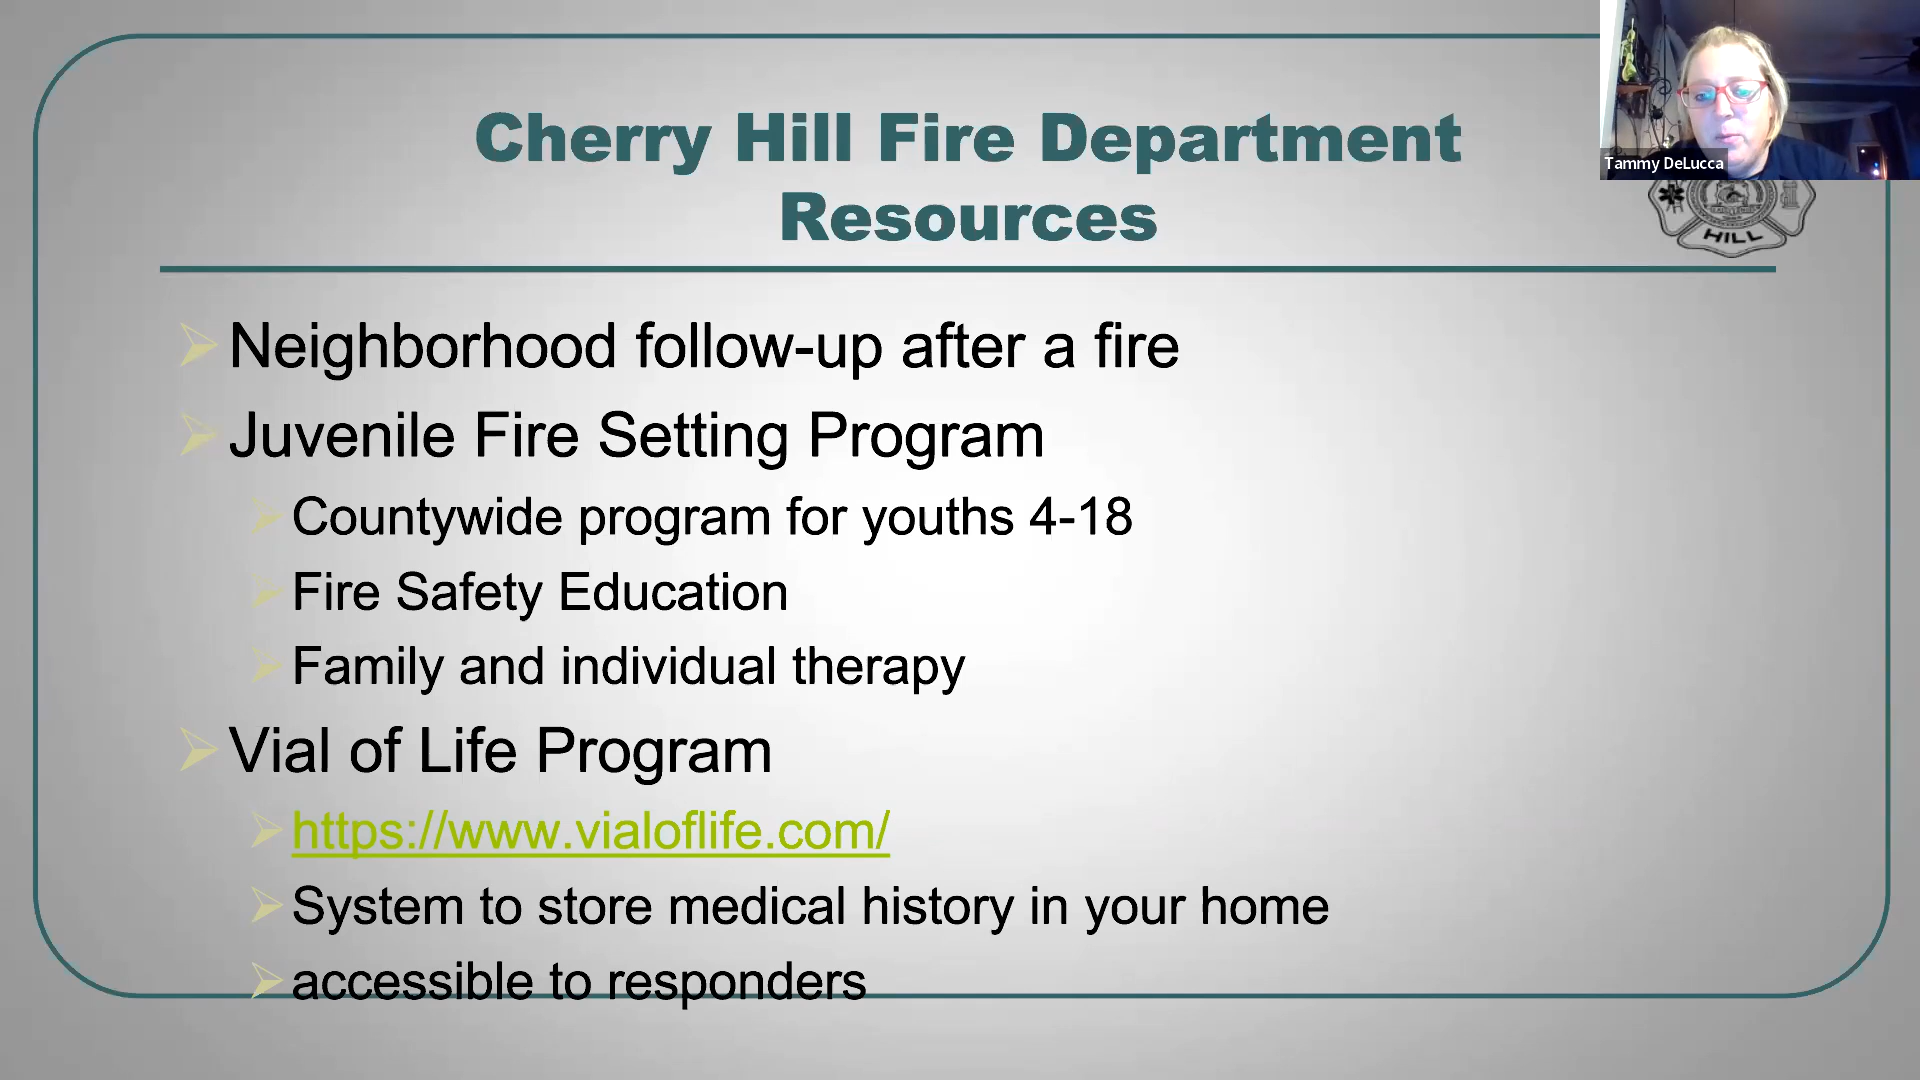 Cherry Hill Fire Department
Resources
Tammy DeLucca
HILL
Neighborhood follow-up after a fire
Juvenile Fire Setting Program
Countywide program for youths 4-18
Fire Safety Education
Family and individual therapy
Vial of Life Program
https://www.vialoflife.com/
System to store medical history in your home
accessible to responders